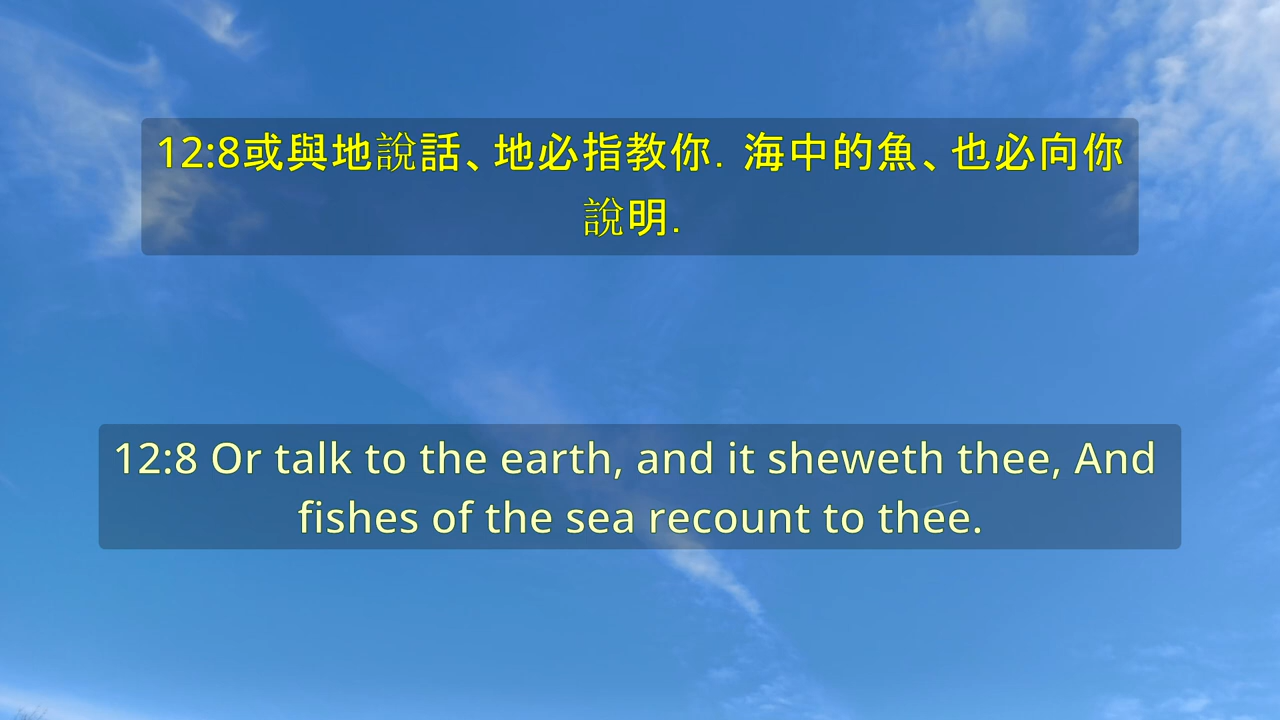 12:8或與地說話、地必指教你. 海中的魚、也必向你
說明.
12:8 Or talk to the earth, and it sheweth thee, And
fishes of the sea recount to thee.